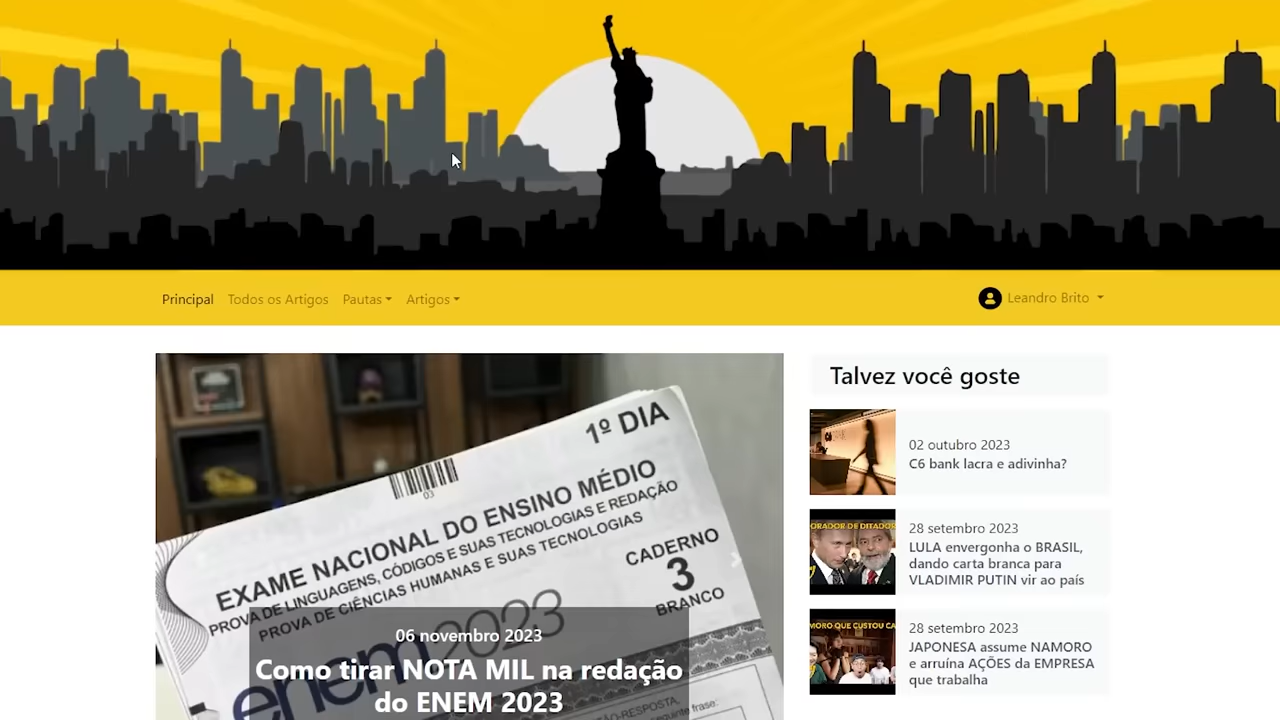 Principal
Todos os Artigos
Pautas
Artigos
Leandro Brito
1º DIA
03
EXAME NACIONAL DO ENSINO MÉDIO
PROVA DE LINGUAGENS, CÓDIGOS E SUAS TECNOLOGIAS E REDAÇÃO
PROVA DE CIÊNCIAS HUMANAS E SUAS TECNOLOGIAS
CADERNO
3
BRANCO
enem2023
06 novembro 2023
Como tirar NOTA MIL na redação
do ENEM 2023
seguinte frase:
Talvez você goste
02 outubro 2023
C6 bank lacra e adivinha?
28 setembro 2023
LULA envergonha o BRASIL,
dando carta branca para
VLADIMIR PUTIN vir ao país
28 setembro 2023
JAPONESA assume NAMORO
e arruína AÇÕES da EMPRESA
que trabalha